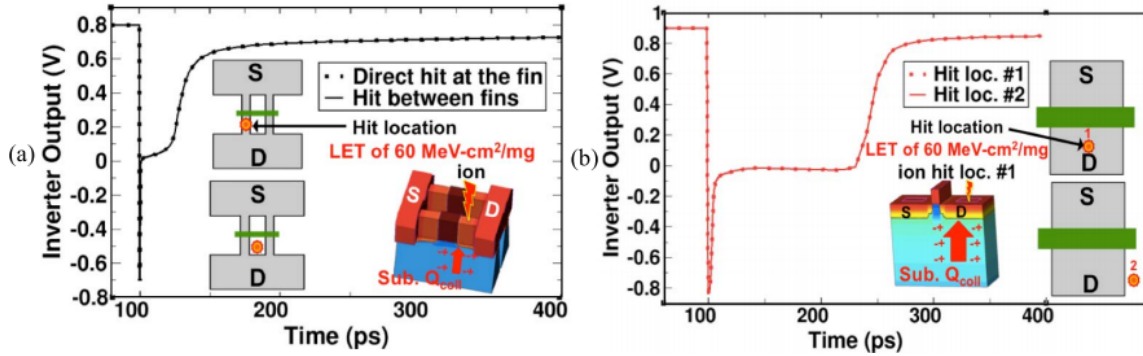 (a)
Inverter Output (V)
0.8
0.6
0.4
0.2
0
-0.2
-0.4
-0.6
-0.8
100
200
300
400
Time (ps)
Direct hit at the fin
Hit between fins
S
D
Hit location
LET of 60 MeV-cm²/mg
ion
S
D
S
D
Sub. Qcoll
(b)
Inverter Output (V)
1
0.8
0.6
0.4
0.2
0
-0.2
-0.4
-0.6
-0.8
100
200
300
400
Time (ps)
Hit loc. #1
Hit loc. #2
S
Hit location
1
D
LET of 60 MeV-cm²/mg
ion hit loc. #1
S
D
Sub. Qcoll
S
D
2